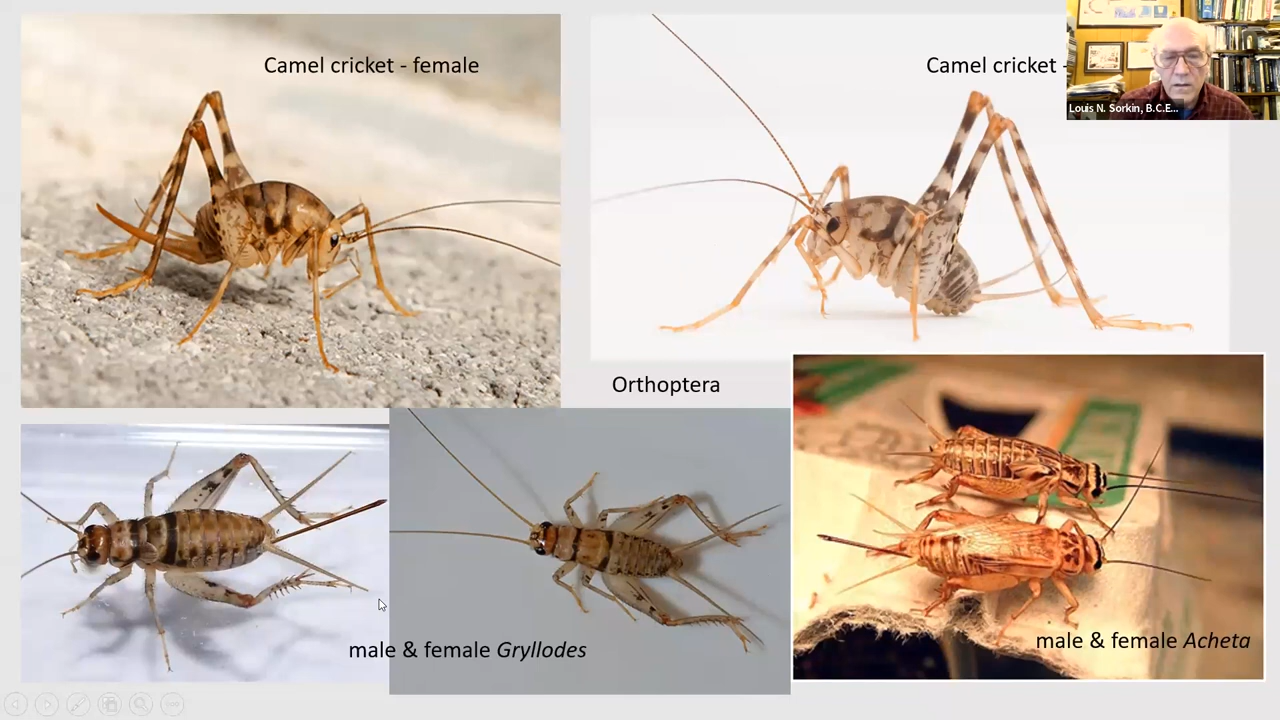 Camel cricket - female
Camel cricket -
Louis N. Sorkin, B.C.E...
Orthoptera
male & female Gryllodes
male & female Acheta